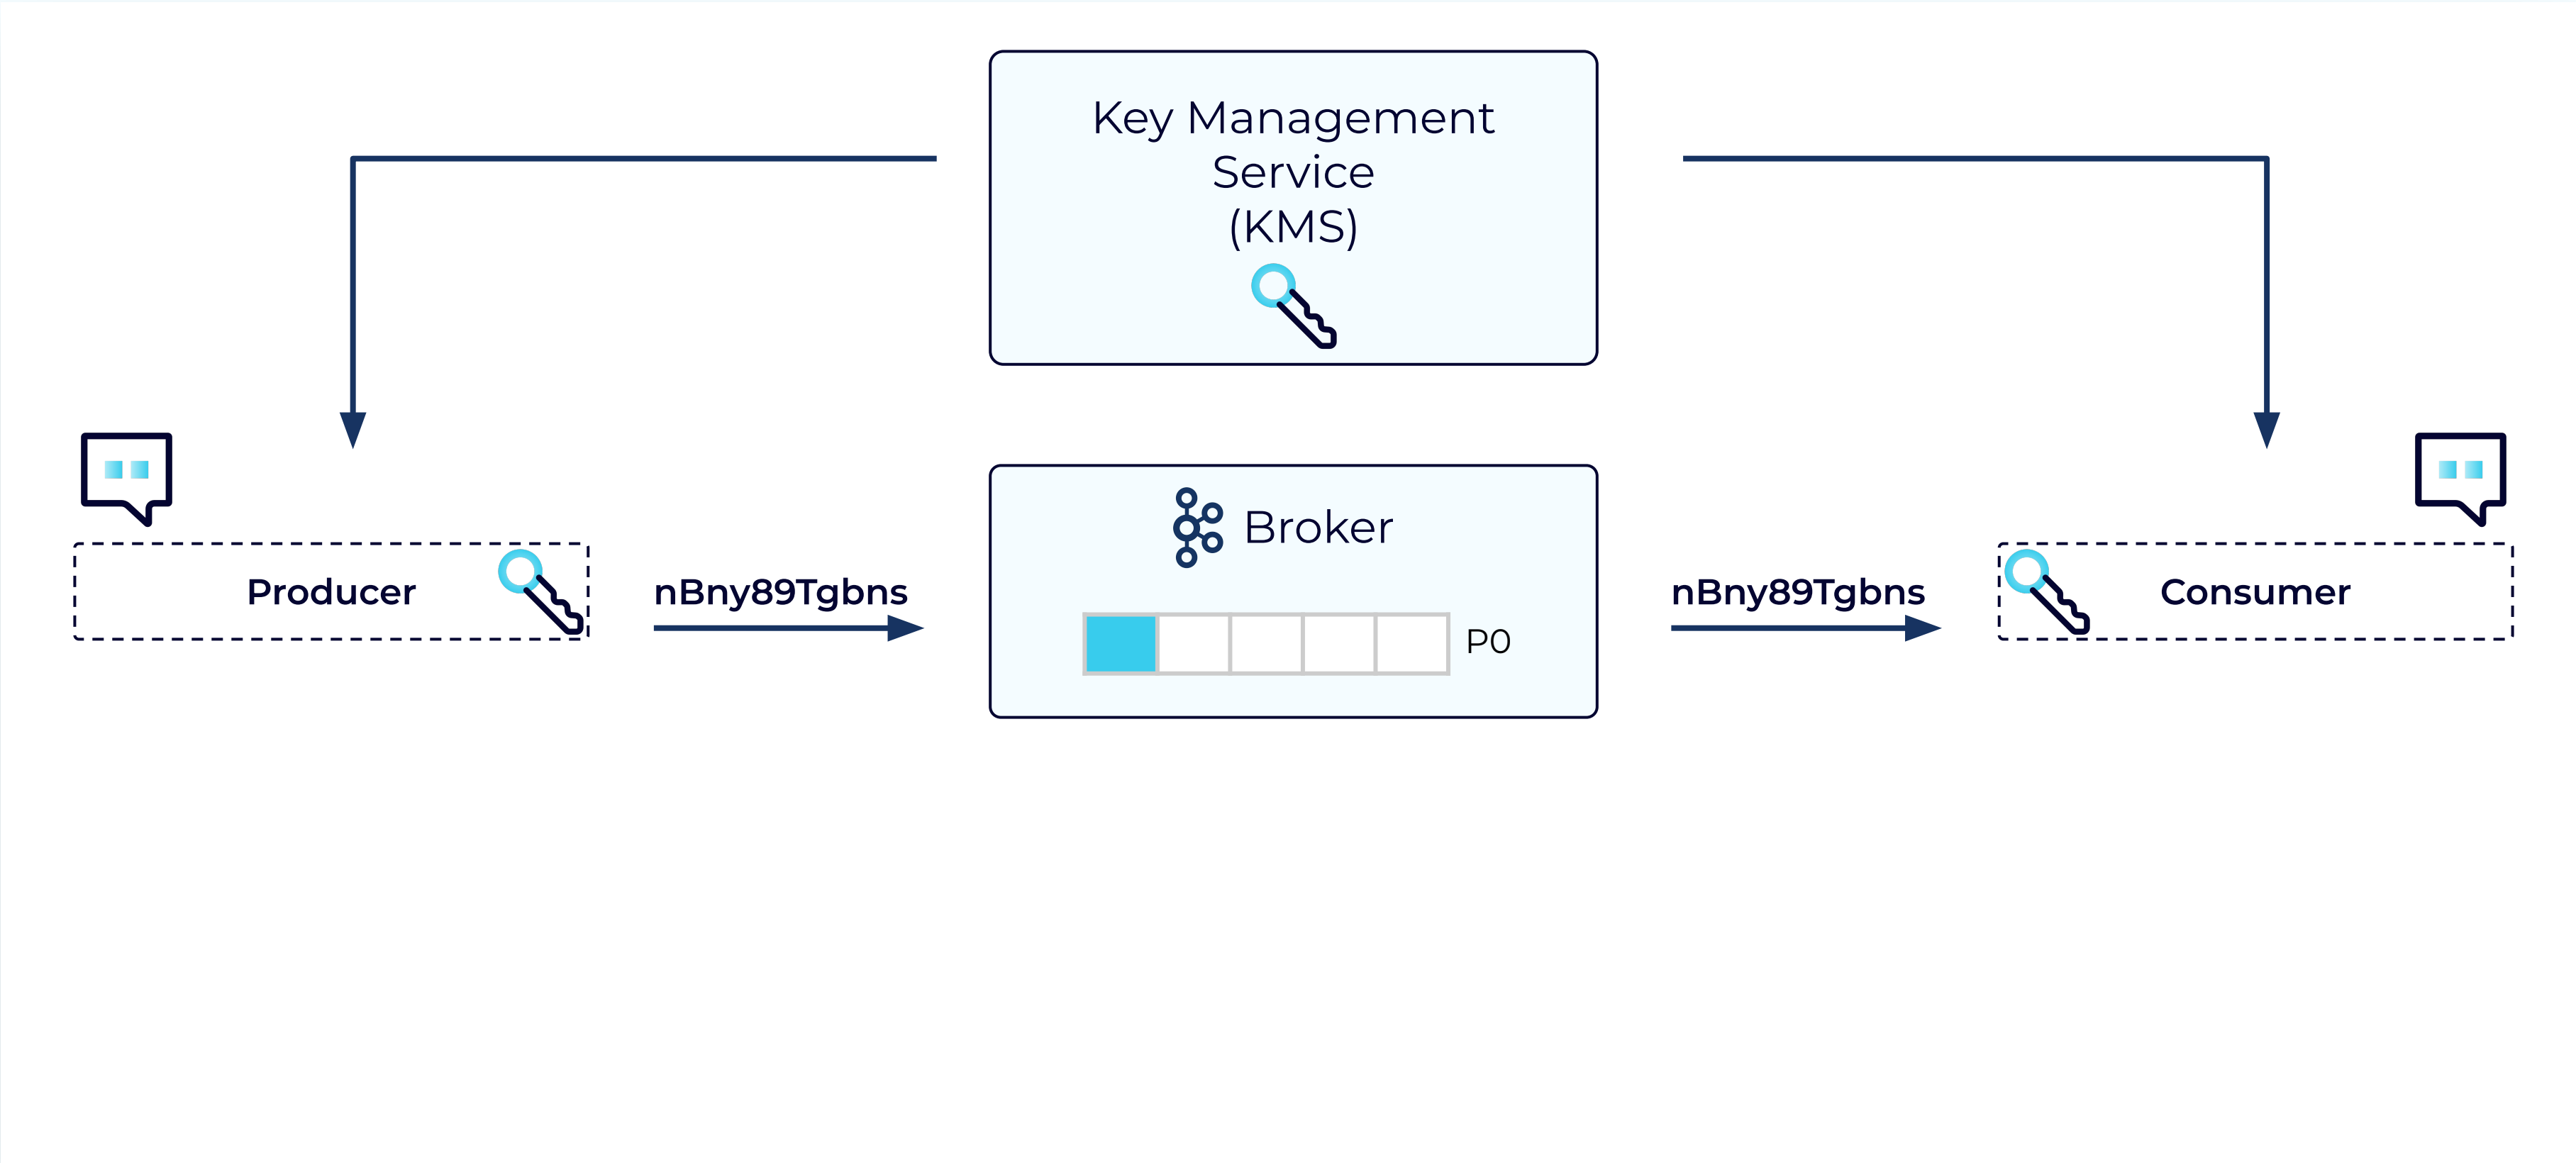 Key Management
Service
(KMS)
Broker
Producer
nBny89Tgbns
P0
nBny89Tgbns
Consumer